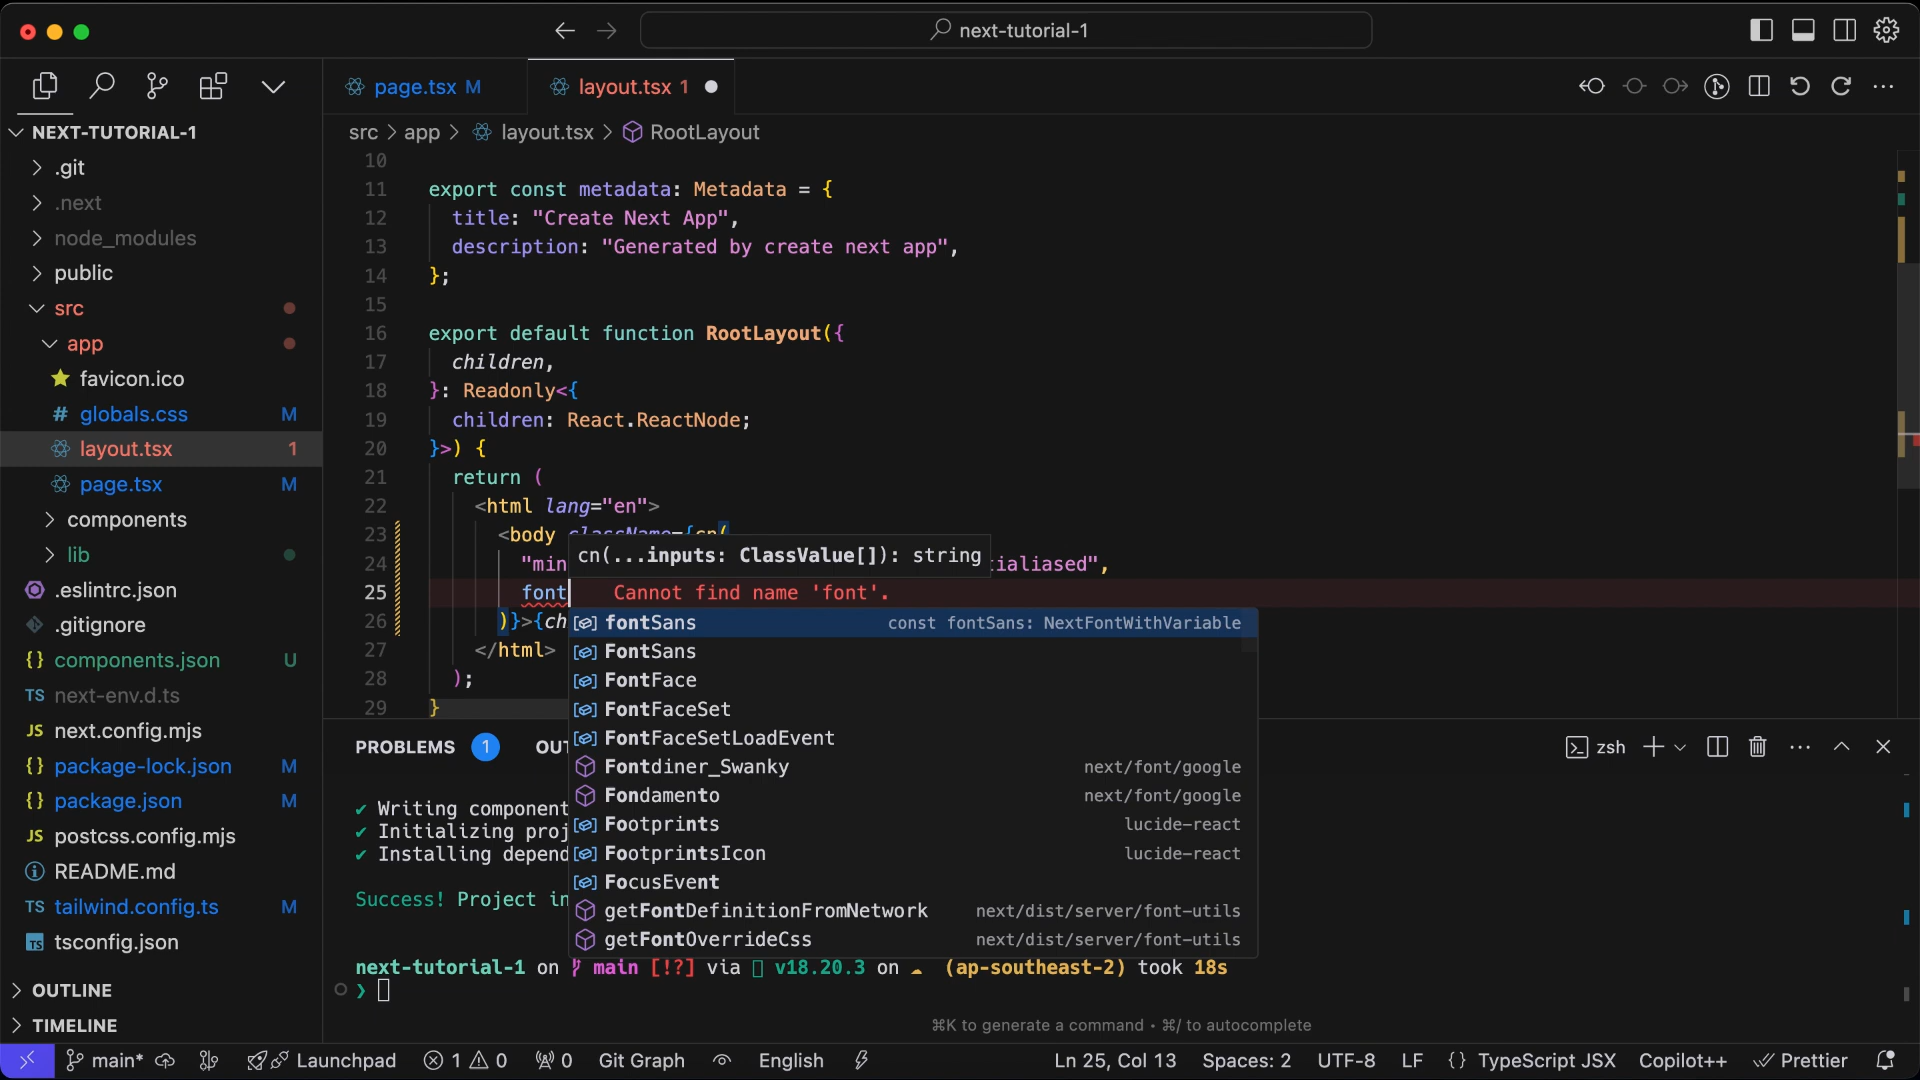 next-tutorial-1
page.tsx M
layout.tsx 1
NEXT-TUTORIAL-1
.git
.next
node_modules
public
src
app
favicon.ico
# globals.css M
layout.tsx 1
page.tsx M
components
lib
.eslintrc.json
.gitignore
{} components.json U
TS next-env.d.ts
JS next.config.mjs
{} package-lock.json M
{} package.json M
JS postcss.config.mjs
README.md
TS tailwind.config.ts M
TS tsconfig.json
OUTLINE
TIMELINE
src > app > layout.tsx > RootLayout
10
11 export const metadata: Metadata = {
12 title: "Create Next App",
13 description: "Generated by create next app",
14 };
15
16 export default function RootLayout({
17 children,
18 }: Readonly<{
19 children: React.ReactNode;
20 }>) {
21 return (
22 <html lang="en">
23 <body className={cn(
cn(...inputs: ClassValue[]): string
24 "min tialiased",
25 font Cannot find name 'font'.
26 )}>{ch
27 </html>
28 );
29 }
fontSans const fontSans: NextFontWithVariable
FontSans
FontFace
FontFaceSet
FontFaceSetLoadEvent
Fontdiner_Swanky next/font/google
Fondamento next/font/google
Footprints lucide-react
FootprintsIcon lucide-react
FocusEvent
getFontDefinitionFromNetwork next/dist/server/font-utils
getFontOverrideCss next/dist/server/font-utils
PROBLEMS 1 OUT
zsh
✔ Writing component
✔ Initializing proj
✔ Installing depend
Success! Project in
next-tutorial-1 on main [!?] via v18.20.3 on (ap-southeast-2) took 18s
❯
⌘K to generate a command • ⌘/ to autocomplete
main* Launchpad 1 0 0 Git Graph English Ln 25, Col 13 Spaces: 2 UTF-8 LF {} TypeScript JSX Copilot++ Prettier